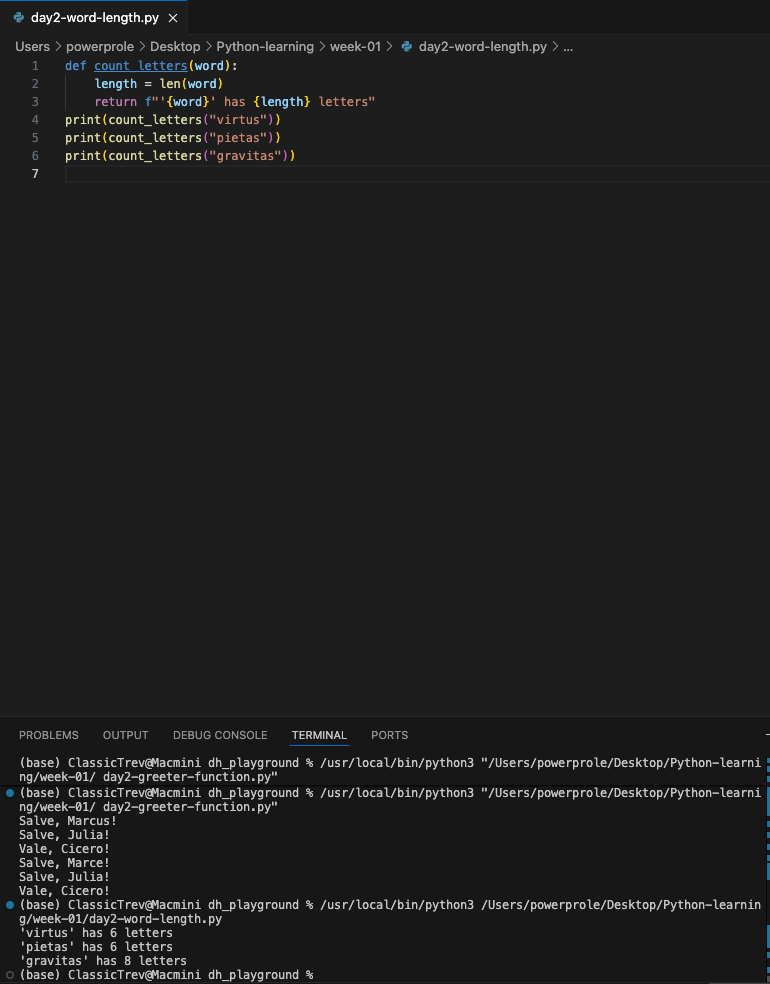 day2-word-length.py ×
Users > powerprole > Desktop > Python-learning > week-01 > day2-word-length.py > ...
1 def count_letters(word):
2     length = len(word)
3     return f"'{word}' has {length} letters"
4 print(count_letters("virtus"))
5 print(count_letters("pietas"))
6 print(count_letters("gravitas"))
7
PROBLEMS OUTPUT DEBUG CONSOLE TERMINAL PORTS
(base) ClassicTrev@Macmini dh_playground % /usr/local/bin/python3 "/Users/powerprole/Desktop/Python-learni
ng/week-01/ day2-greeter-function.py"
(base) ClassicTrev@Macmini dh_playground % /usr/local/bin/python3 "/Users/powerprole/Desktop/Python-learni
ng/week-01/ day2-greeter-function.py"
Salve, Marcus!
Salve, Julia!
Vale, Cicero!
Salve, Marce!
Salve, Julia!
Vale, Cicero!
(base) ClassicTrev@Macmini dh_playground % /usr/local/bin/python3 /Users/powerprole/Desktop/Python-learnin
g/week-01/day2-word-length.py
'virtus' has 6 letters
'pietas' has 6 letters
'gravitas' has 8 letters
(base) ClassicTrev@Macmini dh_playground %